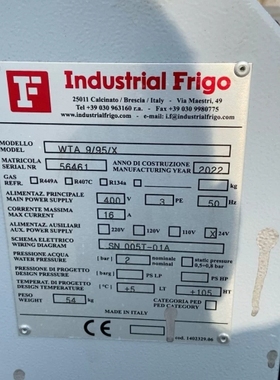 IF Industrial Frigo
25011 Calcinato / Brescia / Italy - Via Maestri, 49
Tel +39 030 963160 r.a. - Fax +39 030 9980775
www.industrialfrigo.com - e-mail: i.f@industrialfrigo.com
MODELLO
MODEL WTA 9/95/X
MATRICOLA
SERIAL NR 56461 ANNO DI COSTRUZIONE
MANUFACTURING YEAR 2022
GAS
REFR. R449A R407C R134a kg
ALIMENTAZ. PRINCIPALE
MAIN POWER SUPPLY 400 V 3 PE 50 Hz
CORRENTE MASSIMA
MAX CURRENT 16 A
ALIMENTAZ. AUSILIARI
AUX. POWER SUPPLY 220V 120V 110V X 24V
SCHEMA ELETTRICO
WIRING DIAGRAM SN 005T-01A
PRESSIONE ACQUA
WATER PRESSURE [ bar ] 2 nominale
nominal static pressure
0,5÷0,8 bar
PRESSIONE DI PROGETTO
DESIGN PRESSURE [ bar ] PS LP PS HP
TEMPERAT. DI PROGETTO
DESIGN TEMPERATURE [ °C ] +5 LT +105 HT
PESO
WEIGHT 54 kg CATEGORIA PED
PED CATEGORY
CE MADE IN ITALY